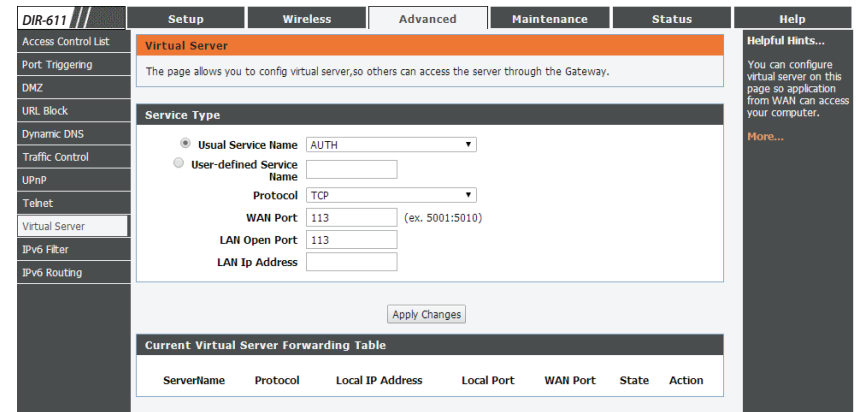 DIR-611
Setup Wireless Advanced Maintenance Status Help
Access Control List
Port Triggering
DMZ
URL Block
Dynamic DNS
Traffic Control
UPnP
Telnet
Virtual Server
IPv6 Filter
IPv6 Routing
Virtual Server
The page allows you to config virtual server,so others can access the server through the Gateway.
Service Type
Usual Service Name AUTH
User-defined Service
Name
Protocol TCP
WAN Port 113 (ex. 5001:5010)
LAN Open Port 113
LAN Ip Address
Apply Changes
Current Virtual Server Forwarding Table
ServerName Protocol Local IP Address Local Port WAN Port State Action
Helpful Hints...
You can configure
virtual server on this
page so application
from WAN can access
your computer.
More...